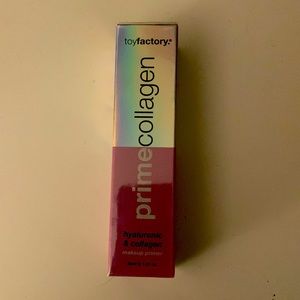 toyfactory.®
primecollagen
hyaluronic
& collagen
makeup primer